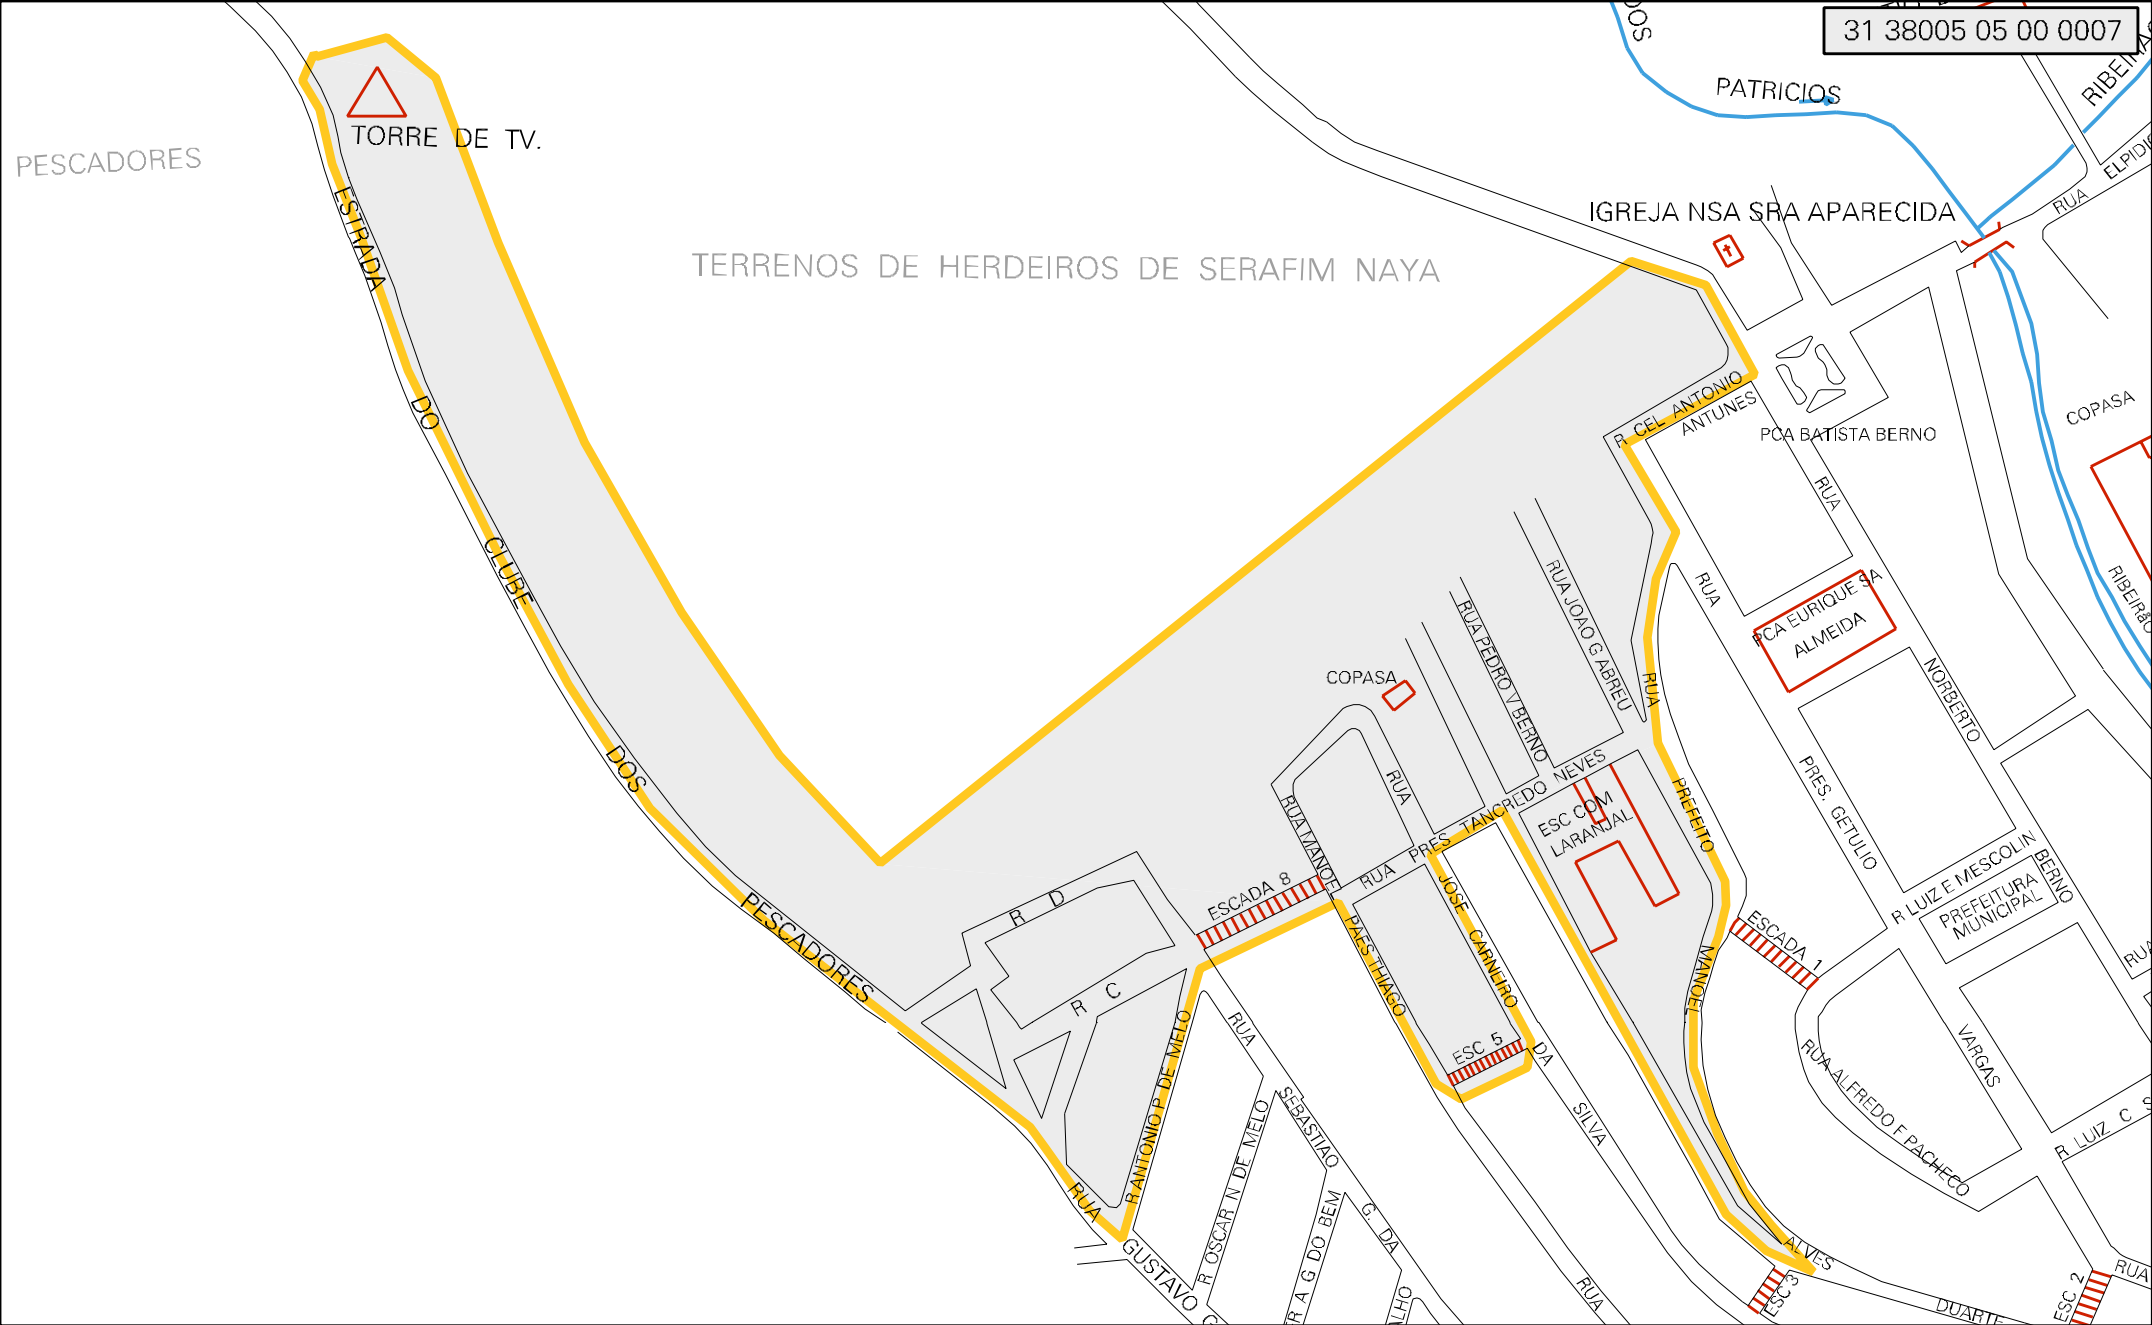 31 38005 05 00 0007
PATRICIOS
TORRE DE TV.
PESCADORES
RUA
ELPIDIO
IGREJA NSA SRA APARECIDA
TERRENOS DE HERDEIROS DE SERAFIM NAYA
ESTRADA
DO
CLUBE
DOS
PESCADORES
R CEL ANTONIO
ANTUNES
PCA BATISTA BERNO
COPASA
RUA
NORBERTO
BERNO
PCA EURIQUE SA
ALMEIDA
RUA
PRES. GETULIO
VARGAS
RUA JOAO G ABREU
RUA PEDRO V BERNO
COPASA
RUA
PREFEITO
MANOEL
ALVES
DUARTE
RUA PRES TANCREDO NEVES
ESC COM
LARANJAL
RUA
JOSE CARNEIRO
DA
SILVA
RUA MANOEL
PAES THIAGO
RUA
ESCADA 8
R D
R C
ESC 5
ESCADA 1
R LUIZ E MESCOLIN
PREFEITURA
MUNICIPAL
RUA
RUA ALFREDO F PACHECO
R LUIZ C S
R ANTONIO P. DE MELO
RUA
SEBASTIAO
G. DA
R OSCAR N DE MELO
R A G DO BEM
RUA
GUSTAVO G
ESC 3
ESC 2
RUA